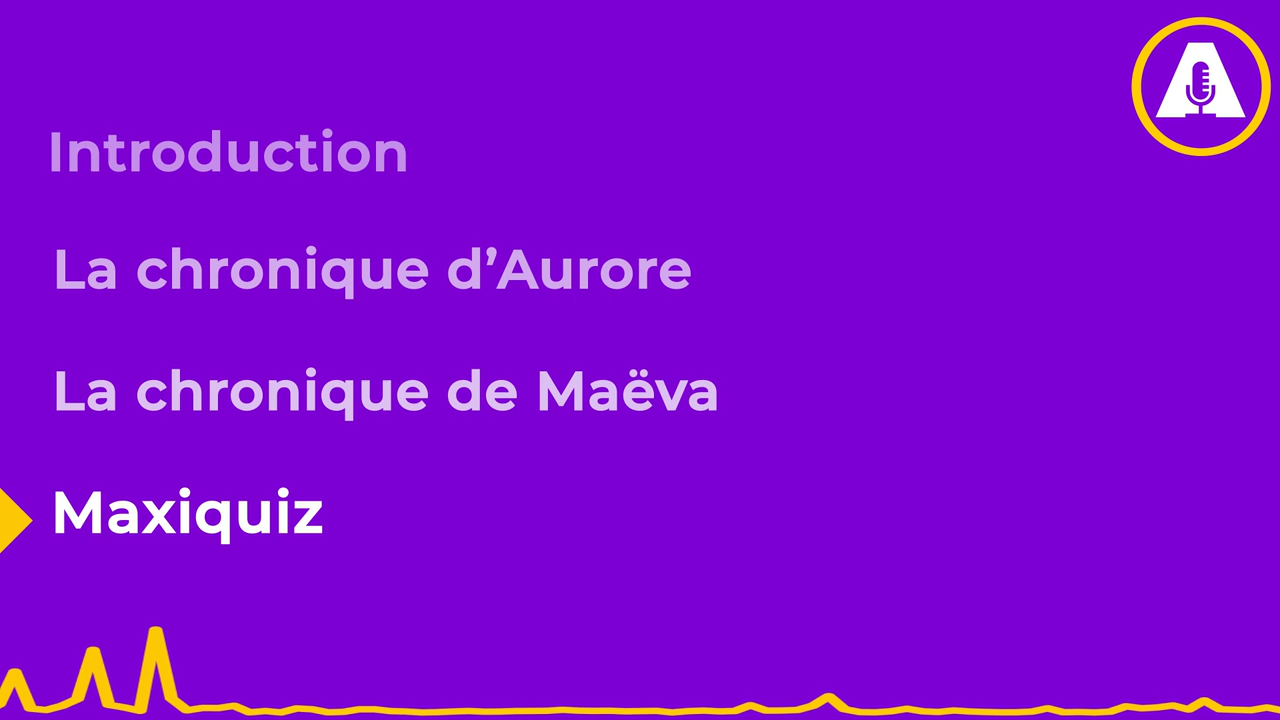 A
Introduction
La chronique d’Aurore
La chronique de Maëva
Maxiquiz